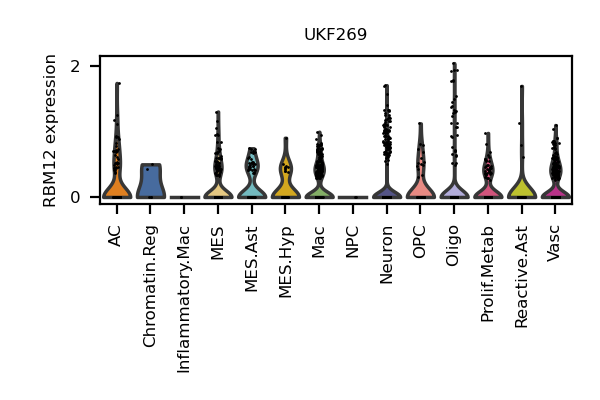 UKF269
RBM12 expression
2
0
AC
Chromatin.Reg
Inflammatory.Mac
MES
MES.Ast
MES.Hyp
Mac
NPC
Neuron
OPC
Oligo
Prolif.Metab
Reactive.Ast
Vasc